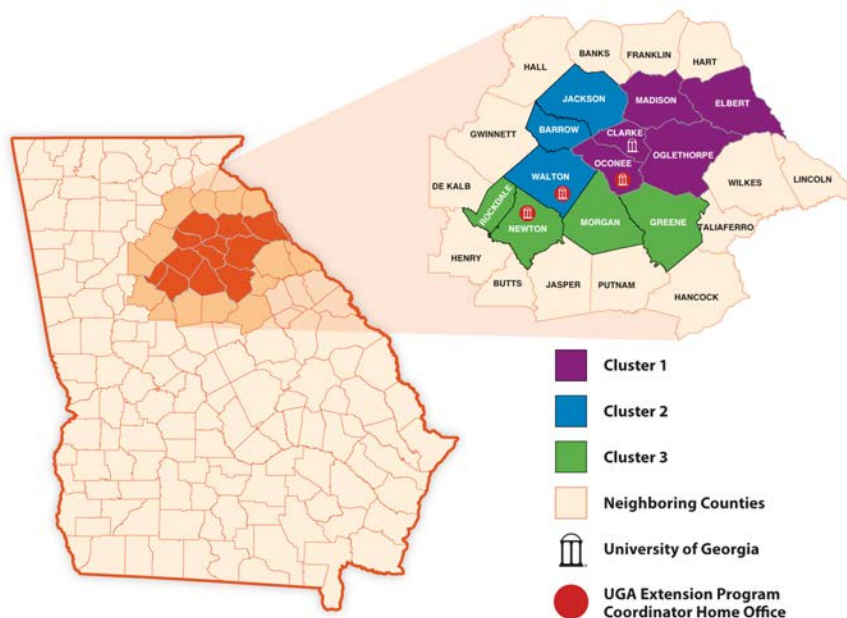 HALL
BANKS
FRANKLIN
HART
JACKSON
MADISON
ELBERT
GWINNETT
BARROW
CLARKE
OCONEE
OGLETHORPE
DE KALB
WALTON
WILKES
LINCOLN
ROCKDALE
NEWTON
MORGAN
GREENE
TALIAFERRO
HENRY
BUTTS
JASPER
PUTNAM
HANCOCK
Cluster 1
Cluster 2
Cluster 3
Neighboring Counties
University of Georgia
UGA Extension Program
Coordinator Home Office